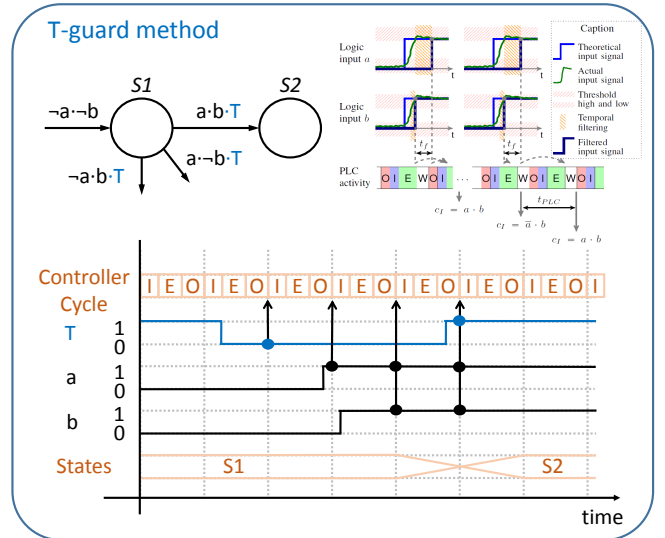 T-guard method
S1
S2
¬a·¬b
a·b·T
a·¬b·T
¬a·b·T
Logic
input a
t
t
Logic
input b
t
t
t_f
t_f
PLC
activity
O I E W O I ··· O I E W O I E W O I
t_PLC
c_I = a · b
c_I = a̅ · b
c_I = a · b
Caption
Theoretical
input signal
Actual
input signal
Threshold
high and low
Temporal
filtering
Filtered
input signal
Controller
Cycle
I E O I E O I E O I E O I E O I E O I E O I
T
1
0
a
1
0
b
1
0
States
S1
S2
time